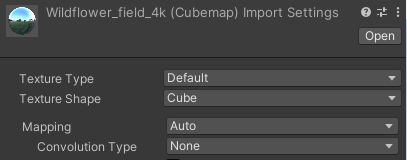 Wildflower_field_4k (Cubemap) Import Settings
Open
Texture Type Default
Texture Shape Cube
Mapping Auto
Convolution Type None